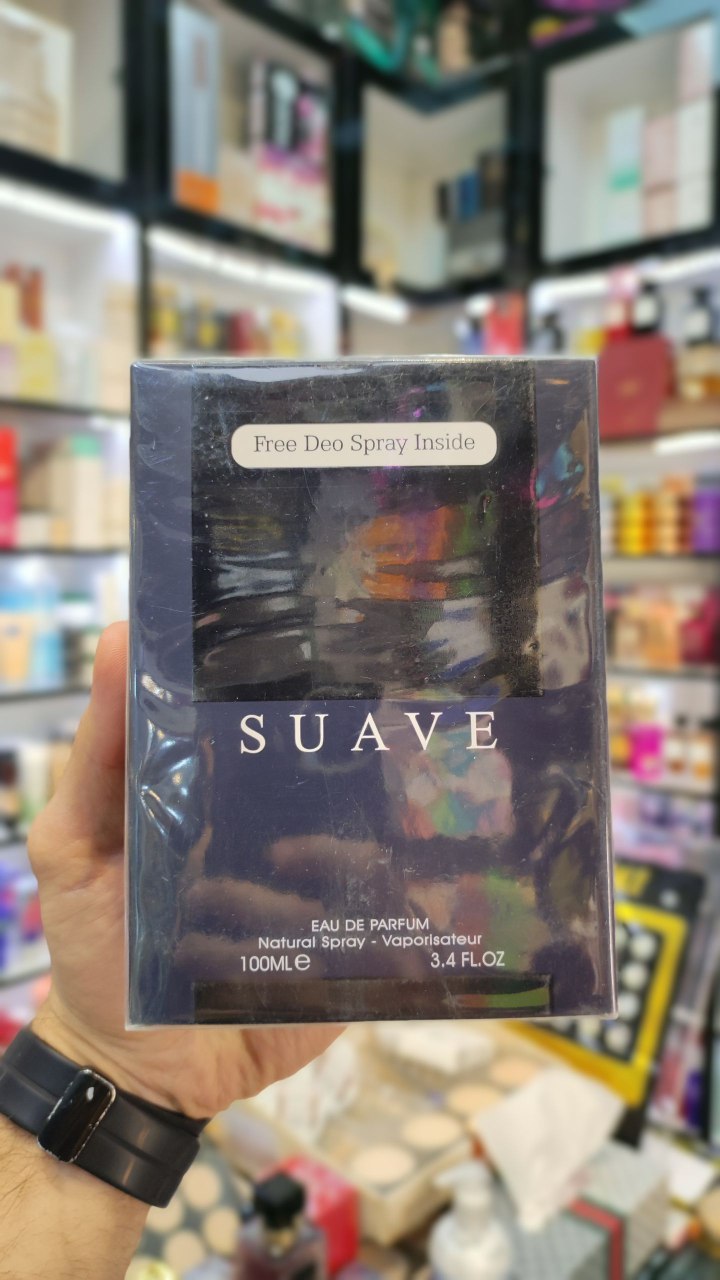 Free Deo Spray Inside
SUAVE
EAU DE PARFUM
Natural Spray - Vaporisateur
100ML℮ 3.4 FL.OZ